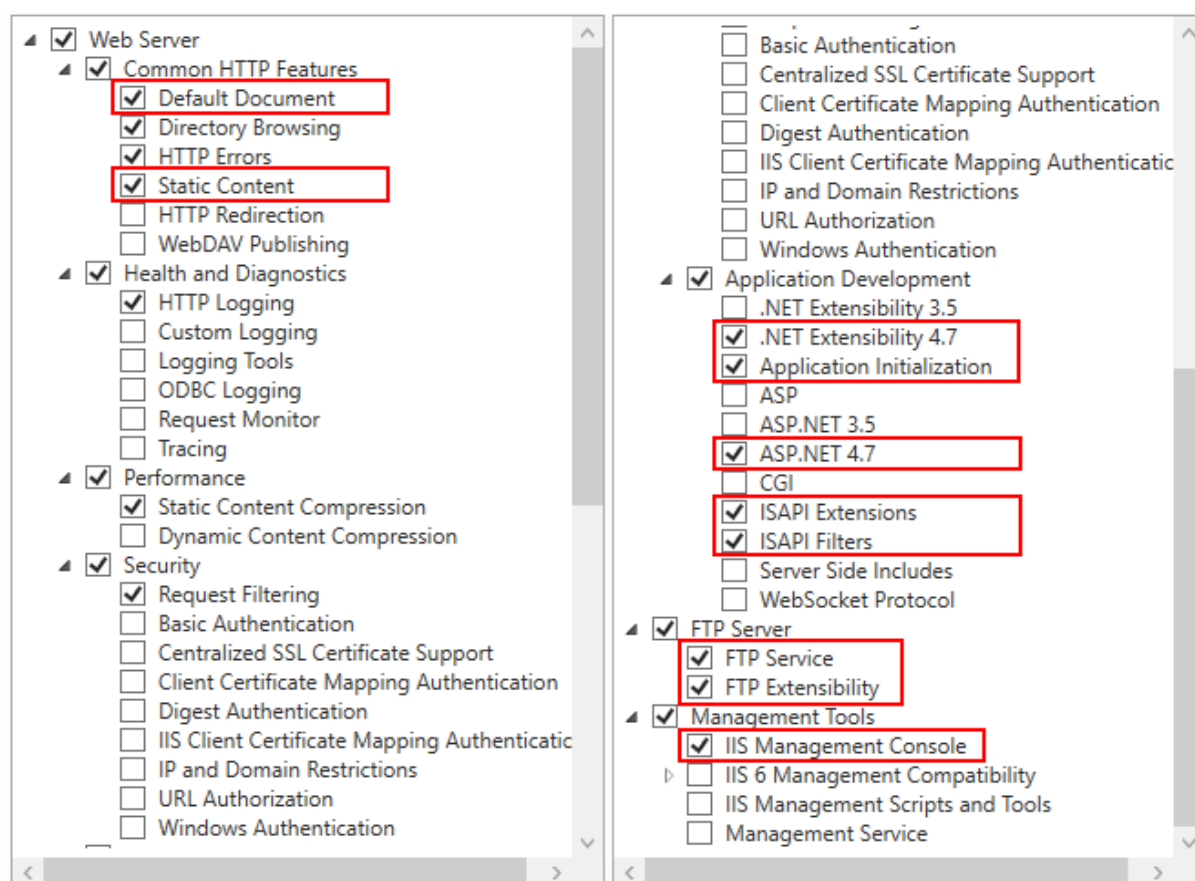 Web Server
Common HTTP Features
Default Document
Directory Browsing
HTTP Errors
Static Content
HTTP Redirection
WebDAV Publishing
Health and Diagnostics
HTTP Logging
Custom Logging
Logging Tools
ODBC Logging
Request Monitor
Tracing
Performance
Static Content Compression
Dynamic Content Compression
Security
Request Filtering
Basic Authentication
Centralized SSL Certificate Support
Client Certificate Mapping Authentication
Digest Authentication
IIS Client Certificate Mapping Authenticatic
IP and Domain Restrictions
URL Authorization
Windows Authentication
Basic Authentication
Centralized SSL Certificate Support
Client Certificate Mapping Authentication
Digest Authentication
IIS Client Certificate Mapping Authenticatic
IP and Domain Restrictions
URL Authorization
Windows Authentication
Application Development
.NET Extensibility 3.5
.NET Extensibility 4.7
Application Initialization
ASP
ASP.NET 3.5
ASP.NET 4.7
CGI
ISAPI Extensions
ISAPI Filters
Server Side Includes
WebSocket Protocol
FTP Server
FTP Service
FTP Extensibility
Management Tools
IIS Management Console
IIS 6 Management Compatibility
IIS Management Scripts and Tools
Management Service